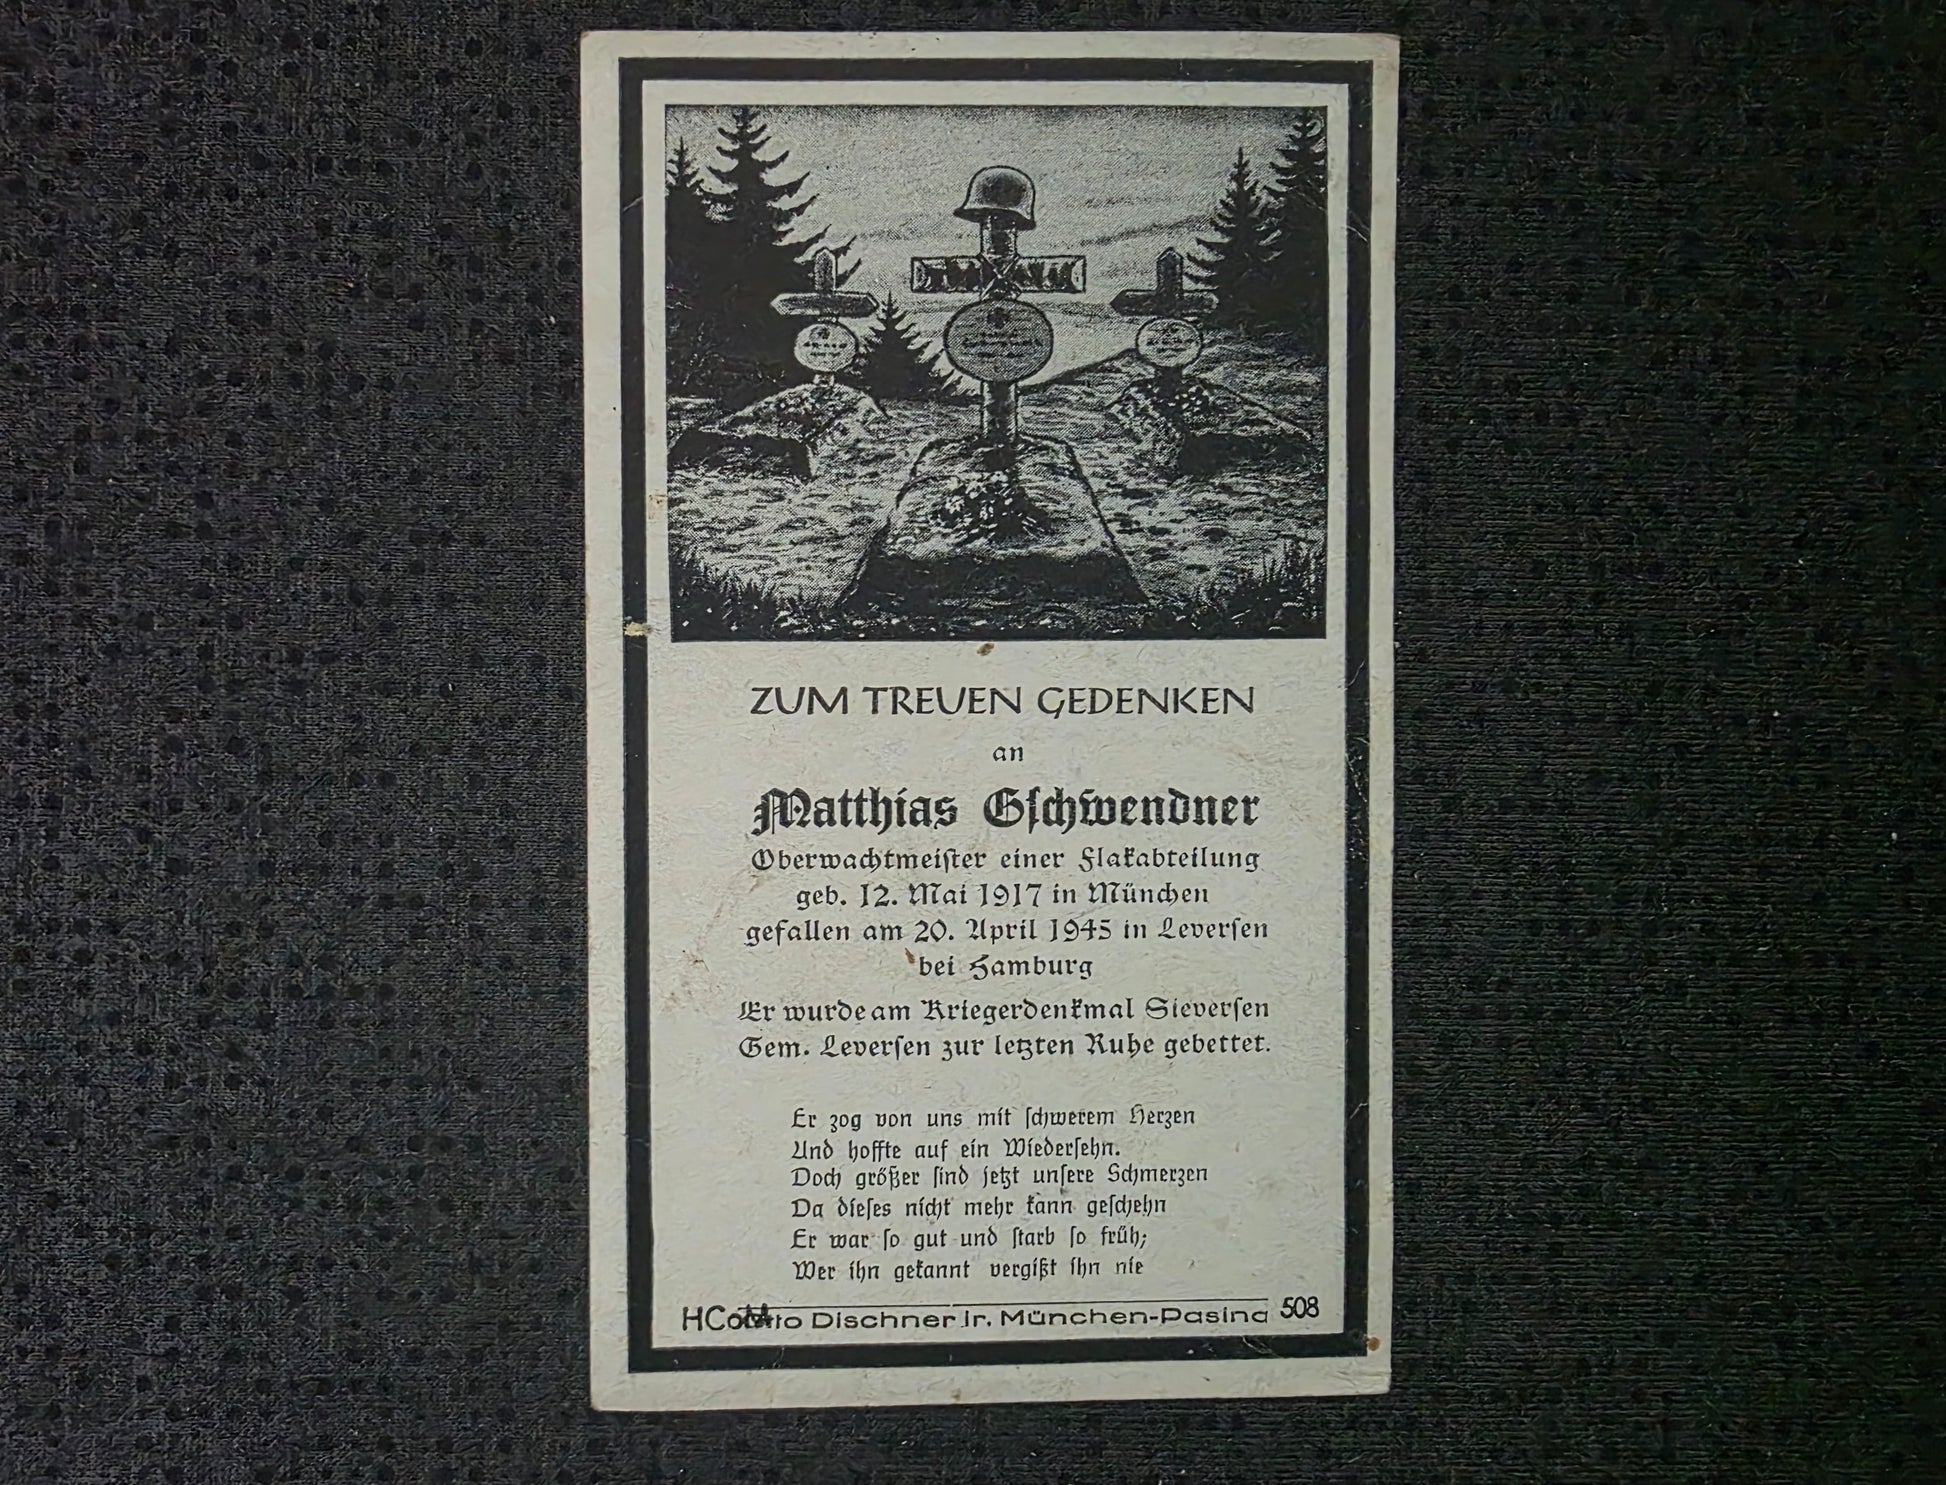 ZUM TREUEN GEDENKEN
an
Matthias Gſchwendner
Oberwachtmeiſter einer Flakabteilung
geb. 12. Mai 1917 in München
gefallen am 20. April 1945 in Leverſen
bei Hamburg
Er wurde am Kriegerdenkmal Sieverſen
Gem. Leverſen zur letzten Ruhe gebettet.
Er zog von uns mit ſchwerem Herzen
Und hoffte auf ein Wiederſehn.
Doch größer ſind jetzt unſere Schmerzen
Da dieſes nicht mehr kann geſchehn
Er war ſo gut und ſtarb ſo früh;
Wer ihn gekannt vergißt ihn nie
Dischner jr. München-Pasing 508